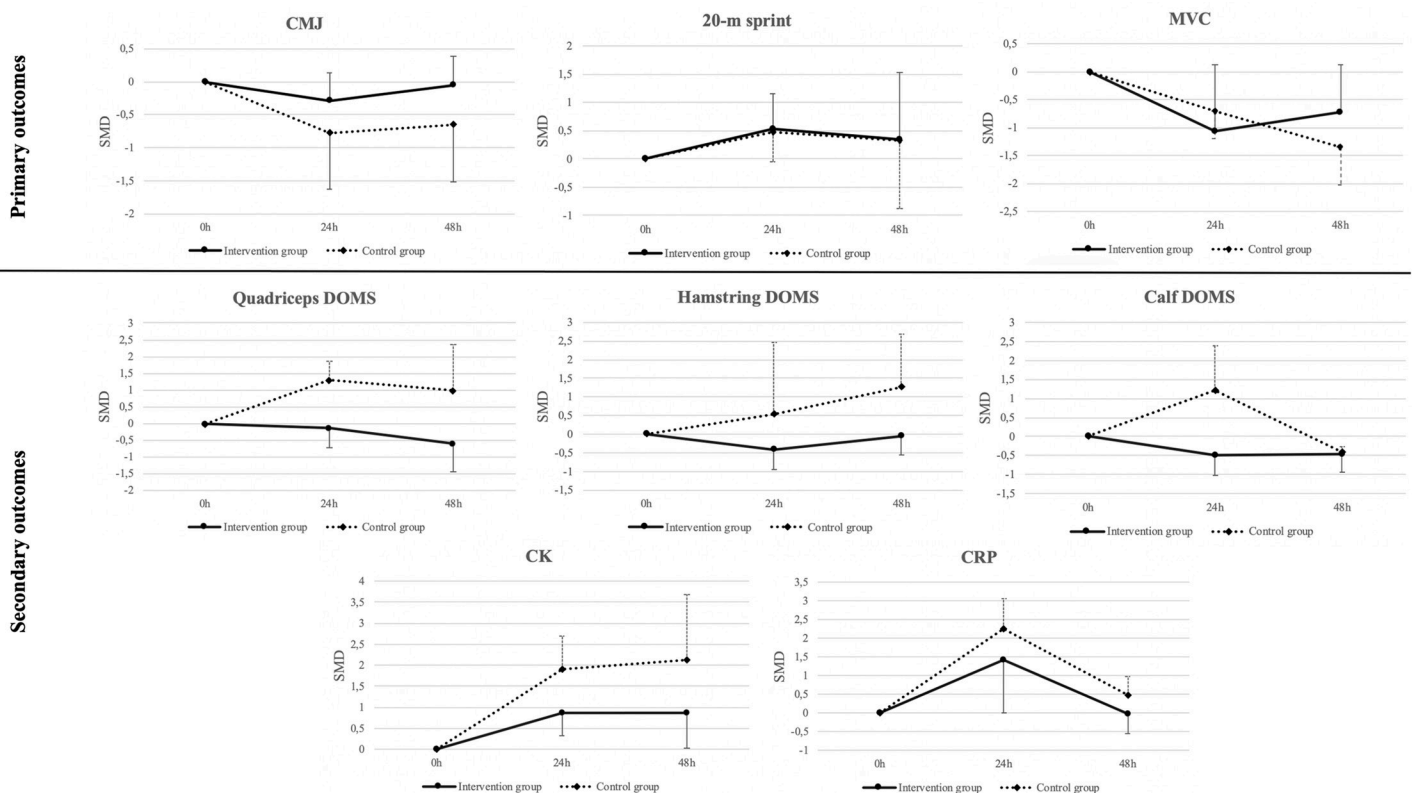 Primary outcomes
CMJ
SMD
0,5
0
-0,5
-1
-1,5
-2
0h 24h 48h
Intervention group Control group
20-m sprint
SMD
2
1,5
1
0,5
0
-0,5
-1
0h 24h 48h
Intervention group Control group
MVC
SMD
0,5
0
-0,5
-1
-1,5
-2
-2,5
0h 24h 48h
Intervention group Control group
Secondary outcomes
Quadriceps DOMS
SMD
3
2,5
2
1,5
1
0,5
0
-0,5
-1
-1,5
-2
0h 24h 48h
Intervention group Control group
Hamstring DOMS
SMD
3
2,5
2
1,5
1
0,5
0
-0,5
-1
-1,5
0h 24h 48h
Intervention group Control group
Calf DOMS
SMD
3
2,5
2
1,5
1
0,5
0
-0,5
-1
-1,5
0h 24h 48h
Intervention group Control group
CK
SMD
4
3,5
3
2,5
2
1,5
1
0,5
0
0h 24h 48h
Intervention group Control group
CRP
SMD
3,5
3
2,5
2
1,5
1
0,5
0
-0,5
-1
0h 24h 48h
Intervention group Control group